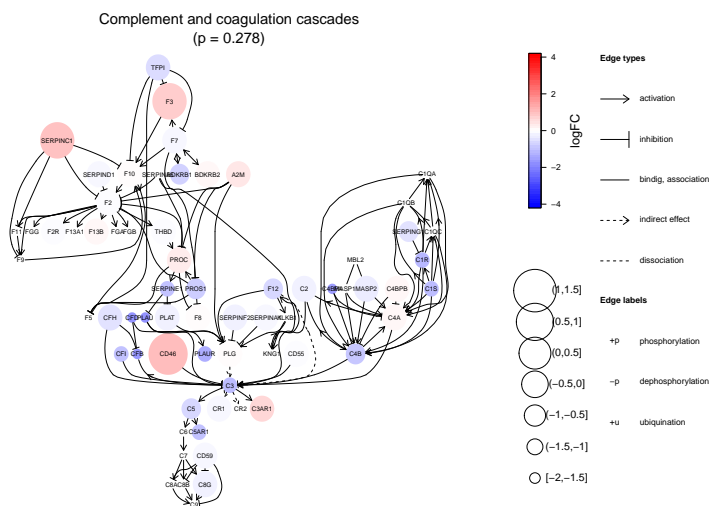 Complement and coagulation cascades
(p = 0.278)
TFPI
F3
SERPINC1
F7
SERPIND1
F10
BDKRB1
BDKRB2
A2M
F2
F11
FGG
F2R
F13A1
F13B
FGA
FGB
THBD
F9
PROC
SERPINE
PROS1
F5
CFH
CFD
PLAU
PLAT
F8
SERPINF2
F12
C2
CFI
CFB
CD46
PLAUR
PLG
KNG1
CD55
C3
C5
CR1
CR2
C3AR1
C6
C5AR1
C7
CD59
C8A
C8B
C8G
C9
C1QA
C1QB
SERPING1
C1QC
MBL2
C1R
MASP1
MASP2
C4BPB
C1S
C4A
C4B
logFC
4
2
0
−2
−4
(1,1.5]
(0.5,1]
(0,0.5]
(−0.5,0]
(−1,−0.5]
(−1.5,−1]
[−2,−1.5]
Edge types
activation
inhibition
bindig, association
indirect effect
dissociation
Edge labels
+p phosphorylation
−p dephosphorylation
+u ubiquination